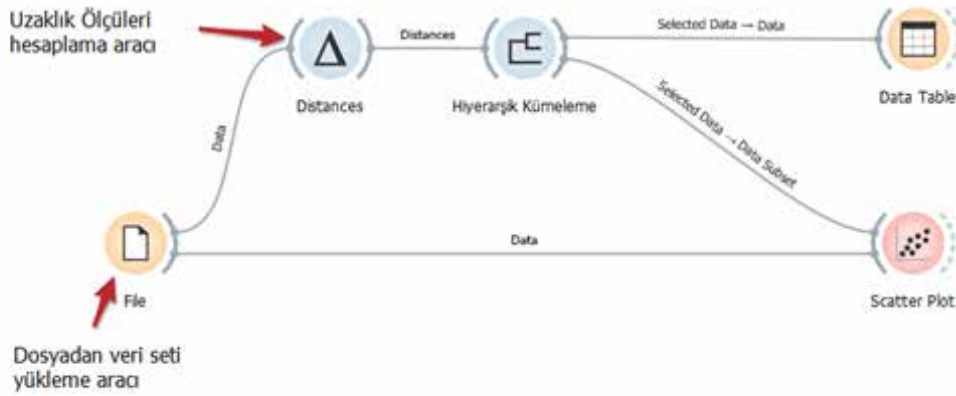 Uzaklık Ölçüleri
hesaplama aracı
Distances
Selected Data → Data
Distances
Hiyerarşik Kümeleme
Data Table
Data
Selected Data → Data Subset
Data
File
Scatter Plot
Dosyadan veri seti
yükleme aracı